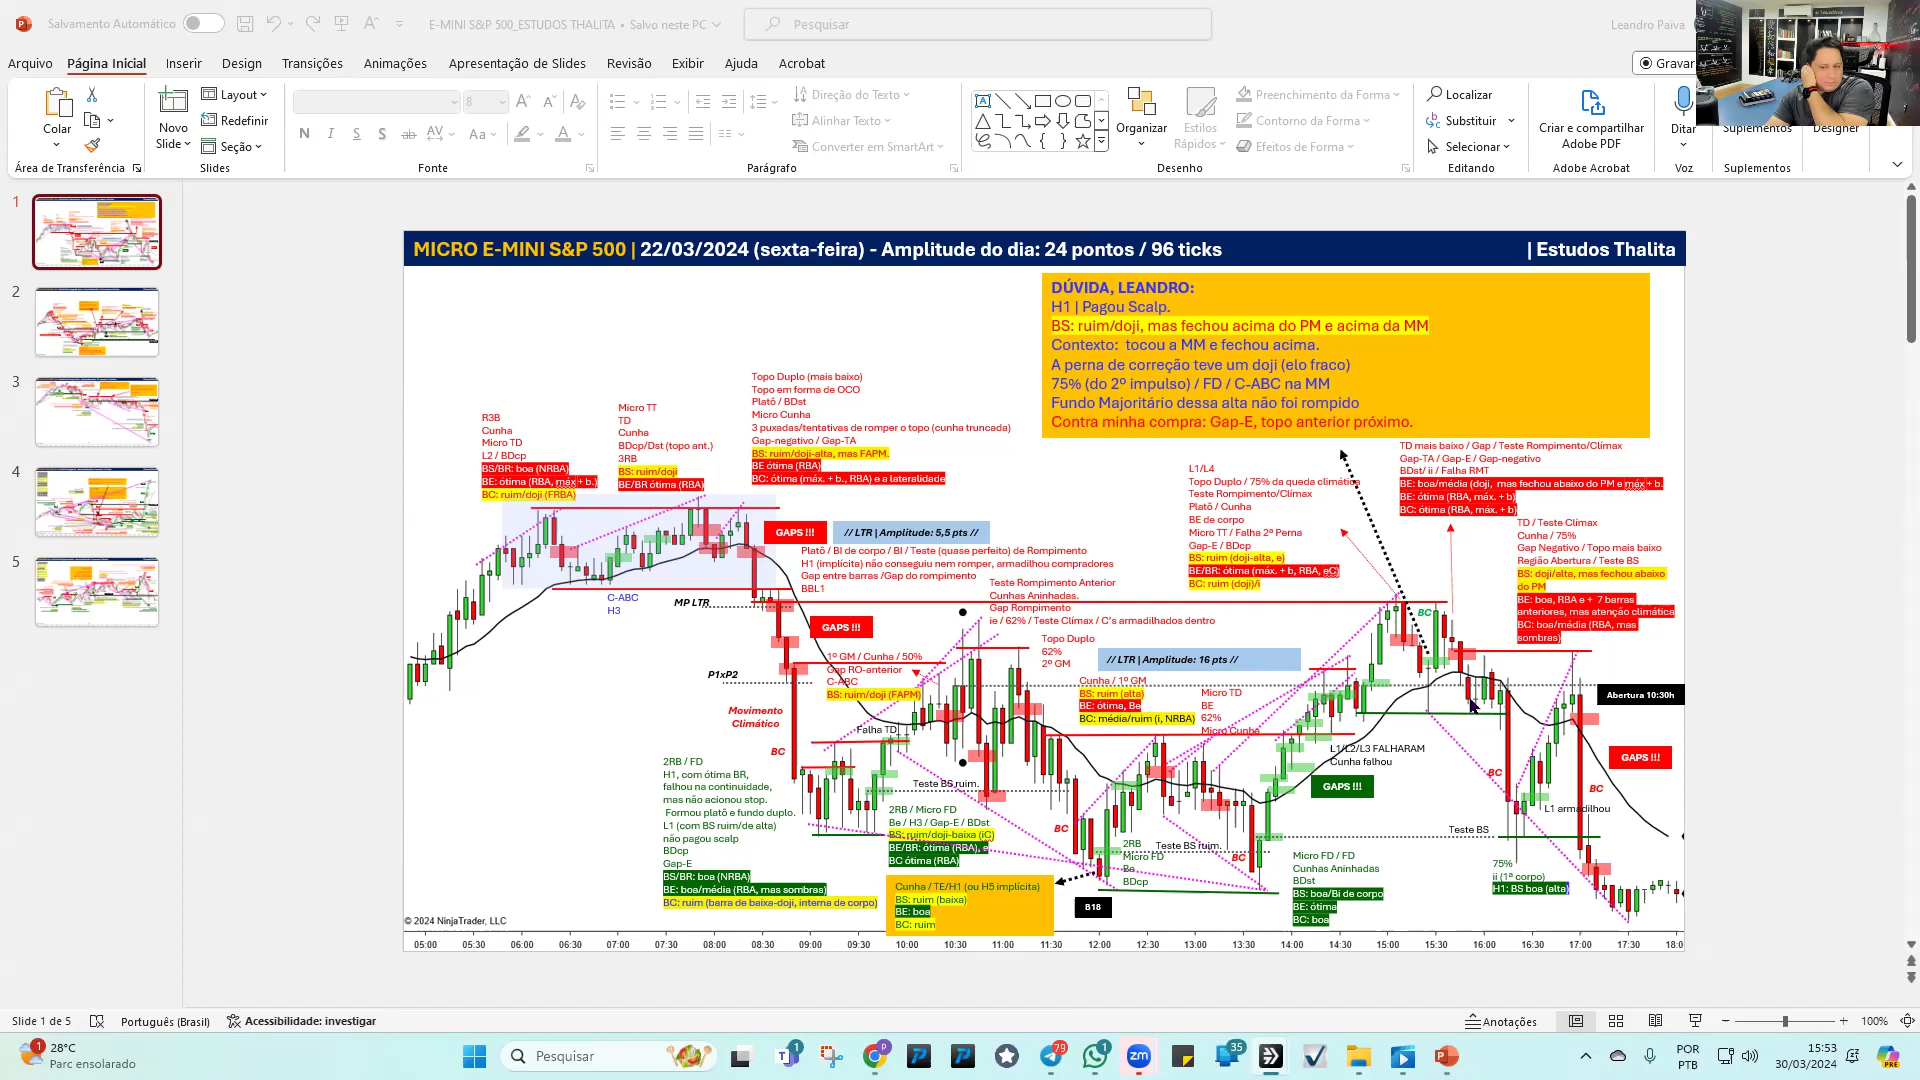 Salvamento Automático
E-MINI S&P 500_ESTUDOS THALITA • Salvo neste PC
Pesquisar
Leandro Paiva
Arquivo
Página Inicial
Inserir
Design
Transições
Animações
Apresentação de Slides
Revisão
Exibir
Ajuda
Acrobat
Gravar
Colar
Novo
Slide
Layout
Redefinir
Seção
8
Direção do Texto
Alinhar Texto
Converter em SmartArt
Organizar
Estilos
Rápidos
Preenchimento da Forma
Contorno da Forma
Efeitos de Forma
Localizar
Substituir
Selecionar
Criar e compartilhar
Adobe PDF
Ditar
Suplementos
Designer
Área de Transferência
Slides
Fonte
Parágrafo
Desenho
Editando
Adobe Acrobat
Voz
Suplementos
1
2
3
4
5
MICRO E-MINI S&P 500 | 22/03/2024 (sexta-feira) - Amplitude do dia: 24 pontos / 96 ticks
| Estudos Thalita
DÚVIDA, LEANDRO:
H1 | Pagou Scalp.
BS: ruim/doji, mas fechou acima do PM e acima da MM
Contexto: tocou a MM e fechou acima.
A perna de correção teve um doji (elo fraco)
75% (do 2º impulso) / FD / C-ABC na MM
Fundo Majoritário dessa alta não foi rompido
Contra minha compra: Gap-E, topo anterior próximo.
R3B
Cunha
Micro TD
L2 / BDcp
BS/BR: boa (NRBA)
BE: ótima (RBA, máx + b.)
BC: ruim/doji (FRBA)
Micro TT
TD
Cunha
BDcp/Dst (topo ant.)
3RB
BS: ruim/doji
BE/BR ótima (RBA)
Topo Duplo (mais baixo)
Topo em forma de OCO
Platô / BDst
Micro Cunha
3 puxadas/tentativas de romper o topo (cunha truncada)
Gap-negativo / Gap-TA
BS: ruim/doji-alta, mas FAPM.
BE ótima (RBA)
BC: ótima (máx. + b., RBA) e a lateralidade
GAPS !!!
// LTR | Amplitude: 5,5 pts //
Platô / BI de corpo / BI / Teste (quase perfeito) de Rompimento
H1 (implícita) não conseguiu nem romper, armadilhou compradores
Gap entre barras /Gap do rompimento
BBL1
Teste Rompimento Anterior
Cunhas Aninhadas.
Gap Rompimento
ie / 62% / Teste Clímax / C's armadilhados dentro
C-ABC
H3
MP LTR
GAPS !!!
Topo Duplo
62%
2º GM
// LTR | Amplitude: 16 pts //
1º GM / Cunha / 50%
Gap RO-anterior
C-ABC
BS: ruim/doji (FAPM)
P1xP2
Movimento
Climático
BC
Falha TD
Cunha / 1º GM
BS: ruim (alta)
BE: ótima, Be
BC: média/ruim (i, NRBA)
Micro TD
BE
62%
Micro Cunha
L1/L4
Topo Duplo / 75% da queda climática
Teste Rompimento/Clímax
Platô / Cunha
BE de corpo
Micro TT / Falha 2ª Perna
Gap-E / BDcp
BS: ruim (doji-alta, e)
BE/BR: ótima (máx. + b, RBA, eC)
BC: ruim (doji)/i
TD mais baixo / Gap / Teste Rompimento/Clímax
Gap-TA / Gap-E / Gap-negativo
BDst/ ii / Falha RMT
BE: boa/média (doji, mas fechou abaixo do PM e máx + b.
BE: ótima (RBA, máx. + b)
BC: ótima (RBA, máx. + b)
TD / Teste Clímax
Cunha / 75%
Gap Negativo / Topo mais baixo
Região Abertura / Teste BS
BS: doji/alta, mas fechou abaixo
do PM
BE: boa, RBA e + 7 barras
anteriores, mas atenção climática
BC: boa/média (RBA, mas
sombras)
BC
Abertura 10:30h
GAPS !!!
L1/L2/L3 FALHARAM
Cunha falhou
GAPS !!!
BC
BC
L1 armadilhou
Teste BS
75%
ii (1ª corpo)
H1: BS boa (alta)
2RB / FD
H1, com ótima BR,
falhou na continuidade,
mas não acionou stop.
Formou platô e fundo duplo.
L1 (com BS ruim/de alta)
não pagou scalp
BDcp
Gap-E
BS/BR: boa (NRBA)
BE: boa/média (RBA, mas sombras)
BC: ruim (barra de baixa-doji, interna de corpo)
Teste BS ruim.
2RB / Micro FD
Be / H3 / Gap-E / BDst
BS: ruim/doji-baixa (iC)
BE/BR: ótima (RBA), e
BC ótima (RBA)
Cunha / TE/H1 (ou H5 implícita)
BS: ruim (baixa)
BE: boa
BC: ruim
BC
2RB
Micro FD
Be
BDcp
B18
Teste BS ruim.
BC
Micro FD / FD
Cunhas Aninhadas
BDst
BS: boa/Bi de corpo
BE: ótima
BC: boa
© 2024 NinjaTrader, LLC
05:00 05:30 06:00 06:30 07:00 07:30 08:00 08:30 09:00 09:30 10:00 10:30 11:00 11:30 12:00 12:30 13:00 13:30 14:00 14:30 15:00 15:30 16:00 16:30 17:00 17:30 18:0
Slide 1 de 5
Português (Brasil)
Acessibilidade: investigar
Anotações
100%
28°C
Parc ensolarado
Pesquisar
POR
PTB
15:53
30/03/2024